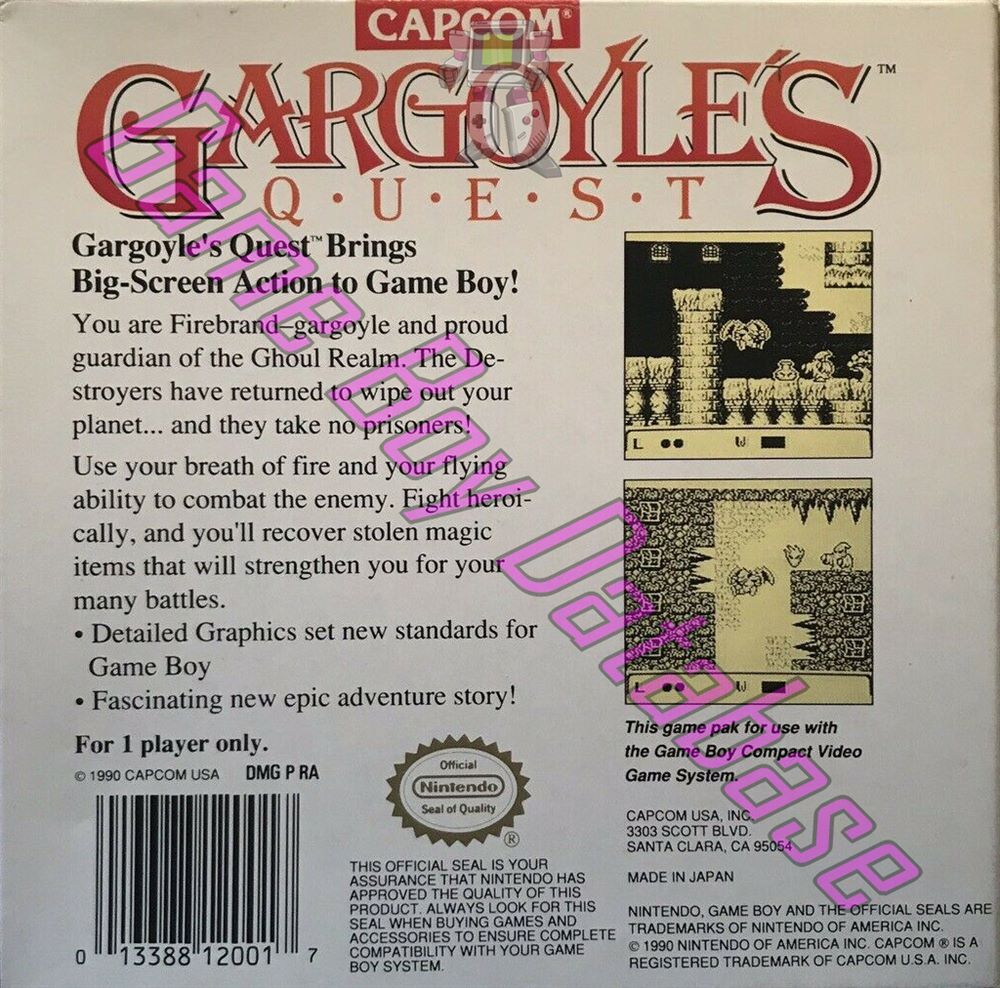 CAPCOM®
GARGOYLE'S™
Q·U·E·S·T
Gargoyle's Quest™ Brings
Big-Screen Action to Game Boy!
You are Firebrand–gargoyle and proud
guardian of the Ghoul Realm. The De-
stroyers have returned to wipe out your
planet... and they take no prisoners!
Use your breath of fire and your flying
ability to combat the enemy. Fight heroi-
cally, and you'll recover stolen magic
items that will strengthen you for your
many battles.
• Detailed Graphics set new standards for
Game Boy
• Fascinating new epic adventure story!
For 1 player only.
© 1990 CAPCOM USA DMG P RA
0 13388 12001 7
Official
Nintendo
Seal of Quality
®
THIS OFFICIAL SEAL IS YOUR
ASSURANCE THAT NINTENDO HAS
APPROVED THE QUALITY OF THIS
PRODUCT. ALWAYS LOOK FOR THIS
SEAL WHEN BUYING GAMES AND
ACCESSORIES TO ENSURE COMPLETE
COMPATIBILITY WITH YOUR GAME
BOY SYSTEM.
L W
L W
This game pak for use with
the Game Boy Compact Video
Game System.
CAPCOM USA, INC.
3303 SCOTT BLVD.
SANTA CLARA, CA 95054
MADE IN JAPAN
NINTENDO, GAME BOY AND THE OFFICIAL SEALS ARE
TRADEMARKS OF NINTENDO OF AMERICA INC.
© 1990 NINTENDO OF AMERICA INC. CAPCOM ® IS A
REGISTERED TRADEMARK OF CAPCOM U.S.A. INC.
Game Boy Database